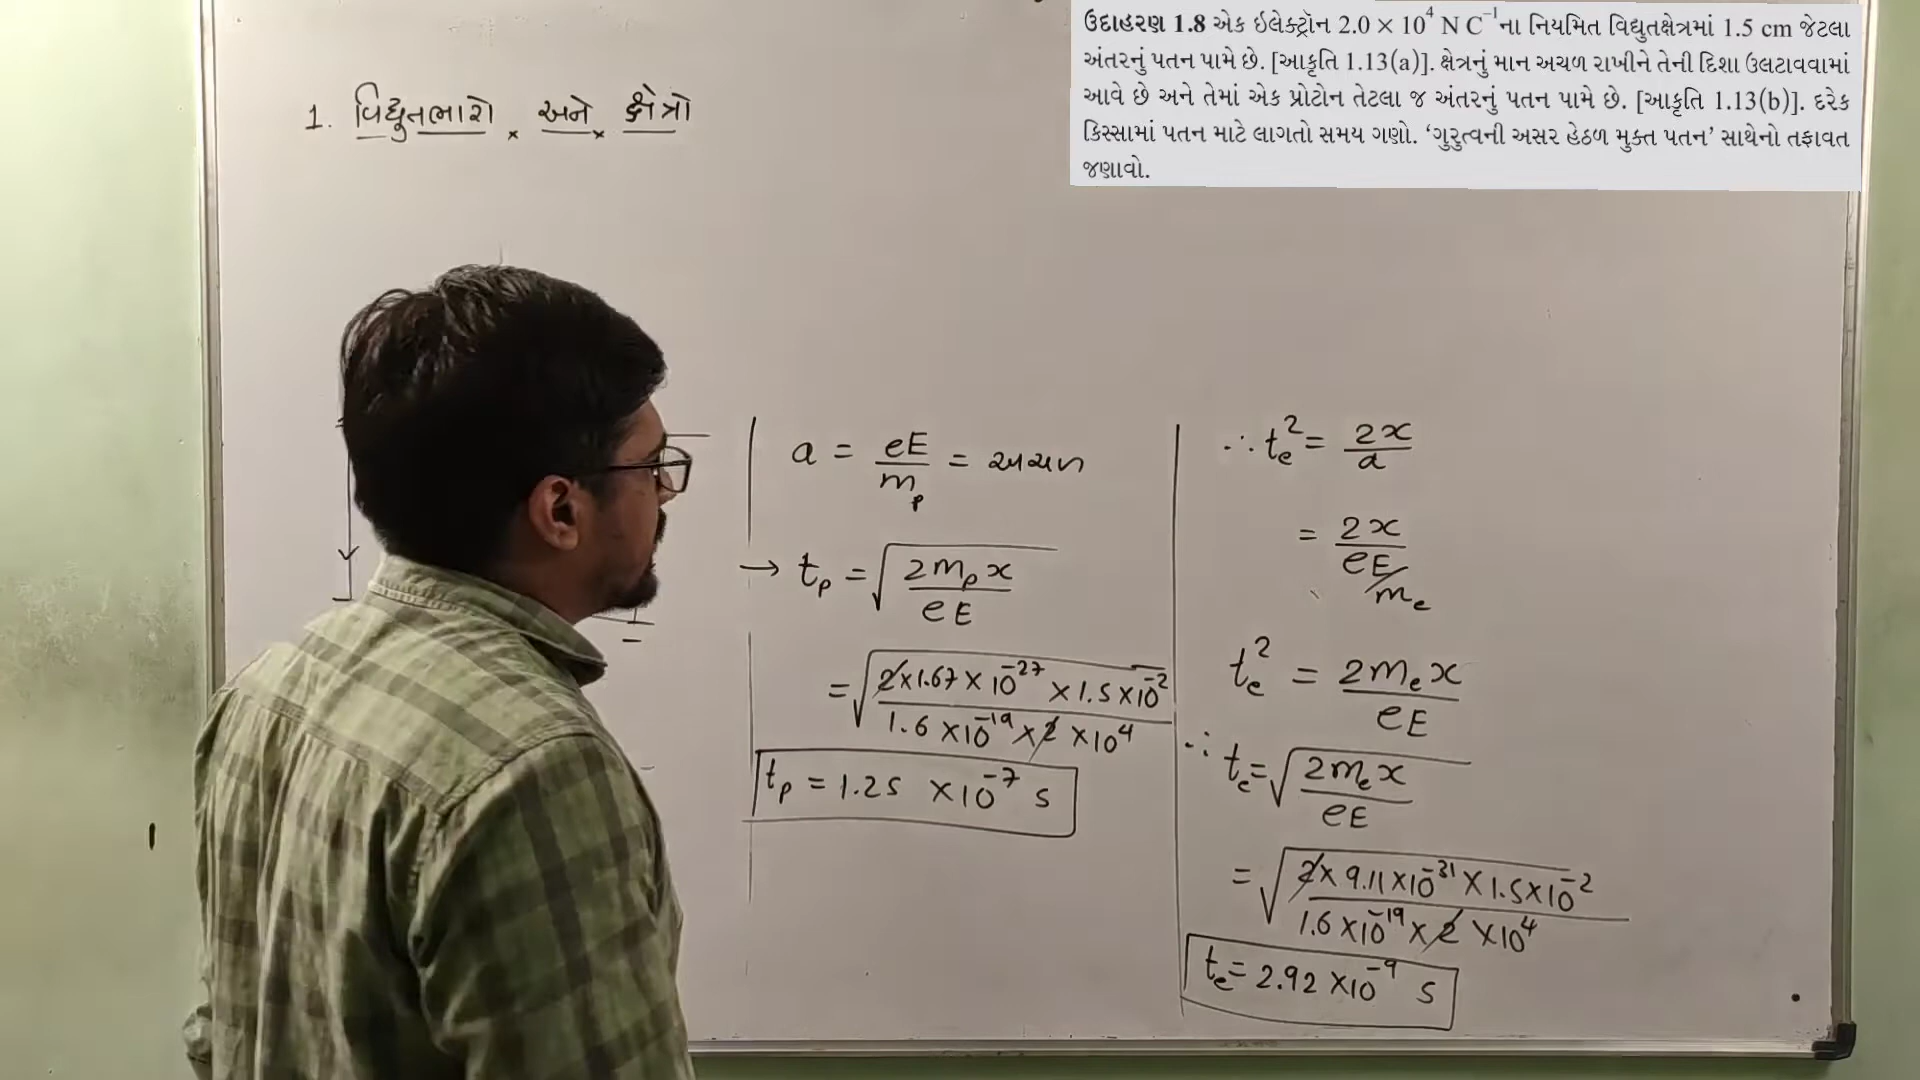 ઉદાહરણ 1.8 એક ઇલેક્ટ્રૉન 2.0 × 10⁴ N C⁻¹ના નિયમિત વિદ્યુતક્ષેત્રમાં 1.5 cm જેટલા
અંતરનું પતન પામે છે. [આકૃતિ 1.13(a)]. ક્ષેત્રનું માન અચળ રાખીને તેની દિશા ઉલટાવવામાં
આવે છે અને તેમાં એક પ્રોટોન તેટલા જ અંતરનું પતન પામે છે. [આકૃતિ 1.13(b)]. દરેક
કિસ્સામાં પતન માટે લાગતો સમય ગણો. ‘ગુરુત્વની અસર હેઠળ મુક્ત પતન’ સાથેનો તફાવત
જણાવો.
1. વિદ્યુતભારો અને ક્ષેત્રો
a = eE/mₚ = અચળ
→ tₚ = √(2mₚx/eE)
= √(2×1.67×10⁻²⁷ ×1.5×10⁻²/1.6×10⁻¹⁹×2×10⁴)
tₚ = 1.25 ×10⁻⁷ s
∴ tₑ² = 2x/a
= 2x/(eE/mₑ)
tₑ² = 2mₑx/eE
∴ tₑ = √(2mₑx/eE)
= √(2×9.11×10⁻³¹×1.5×10⁻²/1.6×10⁻¹⁹×2×10⁴)
tₑ = 2.92 ×10⁻⁹ s